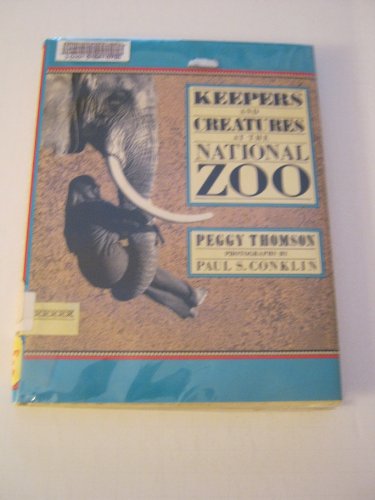 KEEPERS
AND
CREATURES
AT THE
NATIONAL
ZOO
PEGGY THOMSON
PHOTOGRAPHS BY
PAUL S. CONKLIN